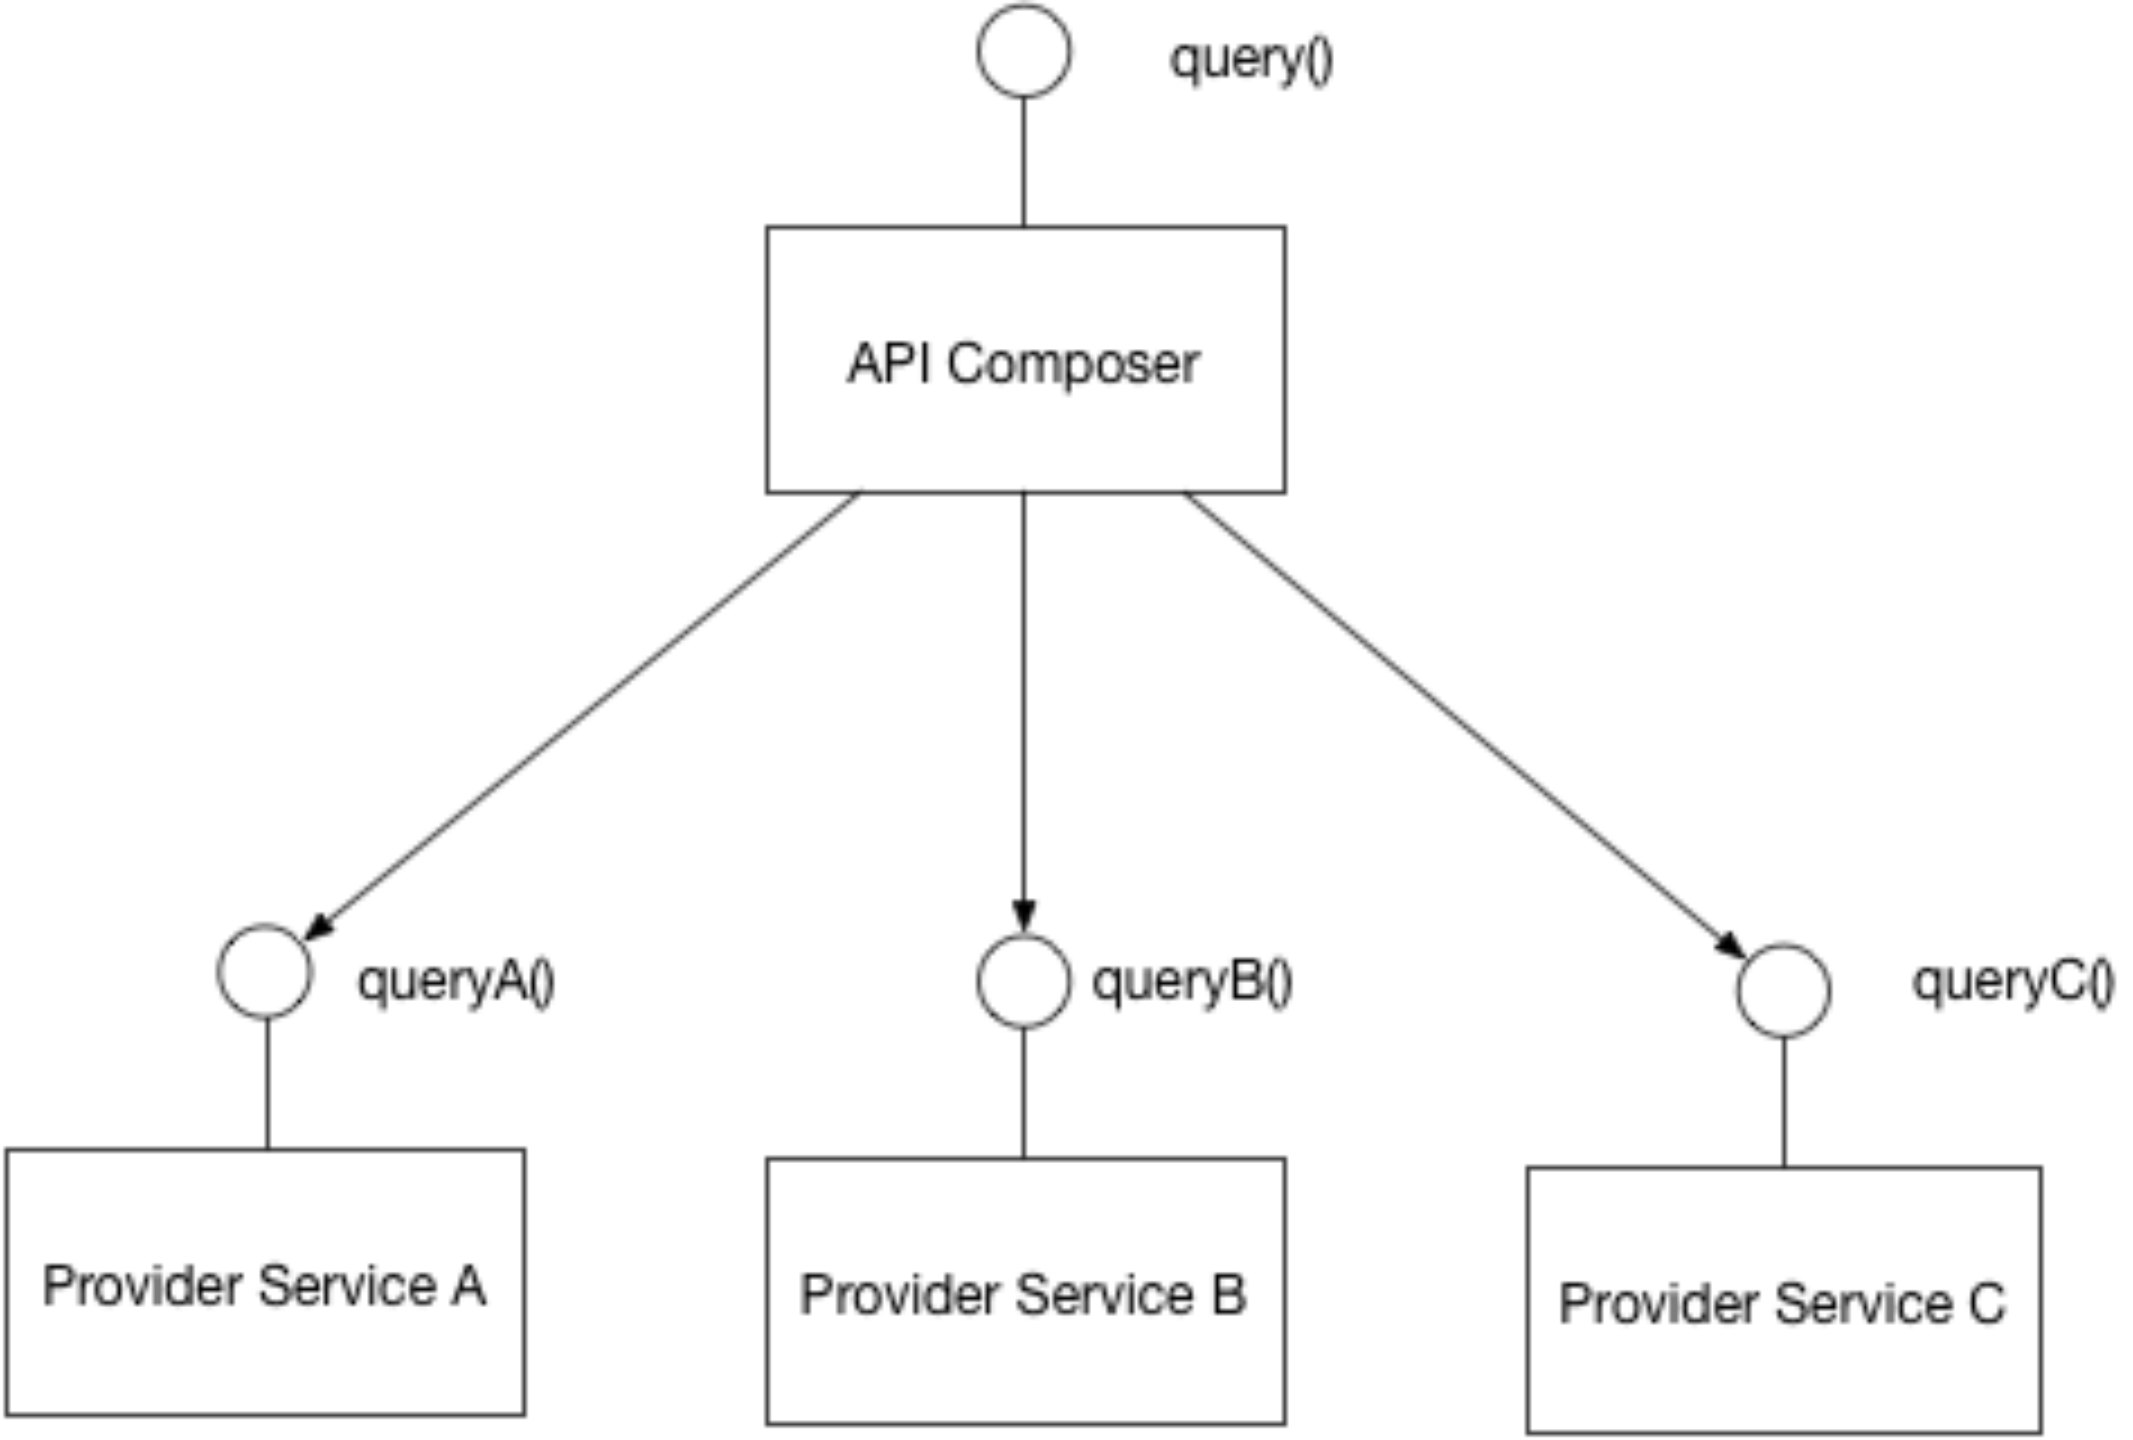 query()
API Composer
queryA()
queryB()
queryC()
Provider Service A
Provider Service B
Provider Service C